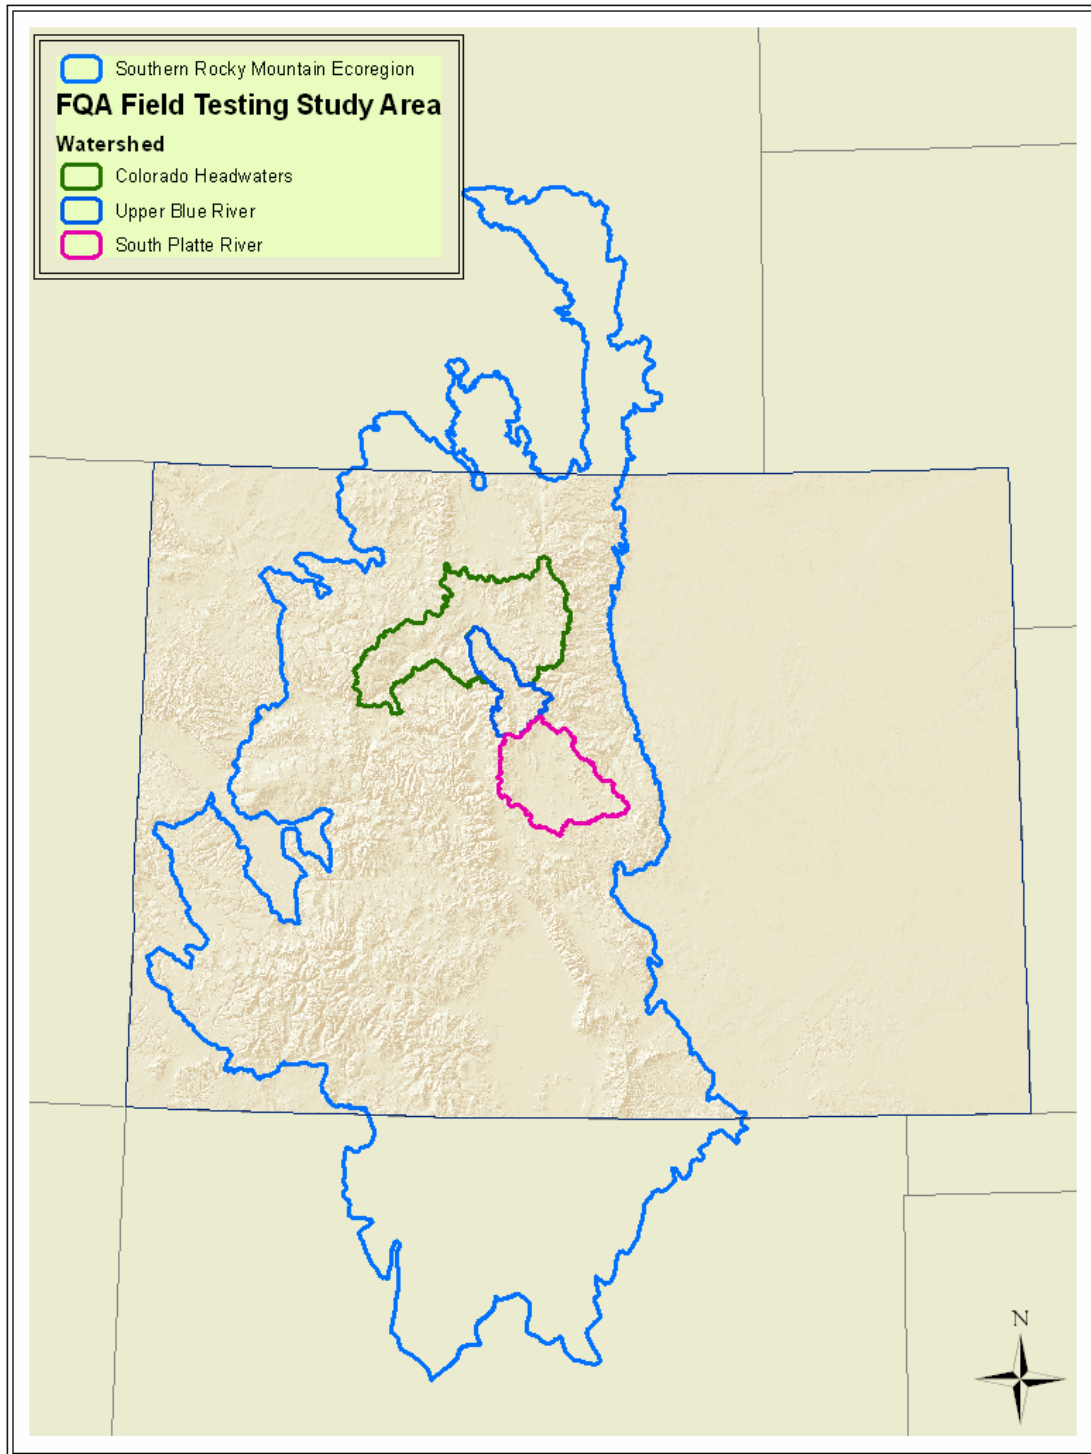 Southern Rocky Mountain Ecoregion
FQA Field Testing Study Area
Watershed
Colorado Headwaters
Upper Blue River
South Platte River
N